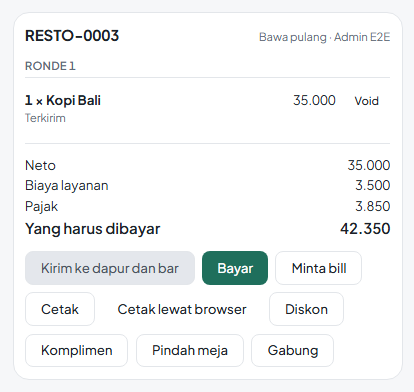 RESTO-0003 Bawa pulang · Admin E2E
RONDE 1
1 × Kopi Bali 35.000 Void
Terkirim
Neto 35.000
Biaya layanan 3.500
Pajak 3.850
Yang harus dibayar 42.350
Kirim ke dapur dan bar Bayar Minta bill
Cetak Cetak lewat browser Diskon
Komplimen Pindah meja Gabung